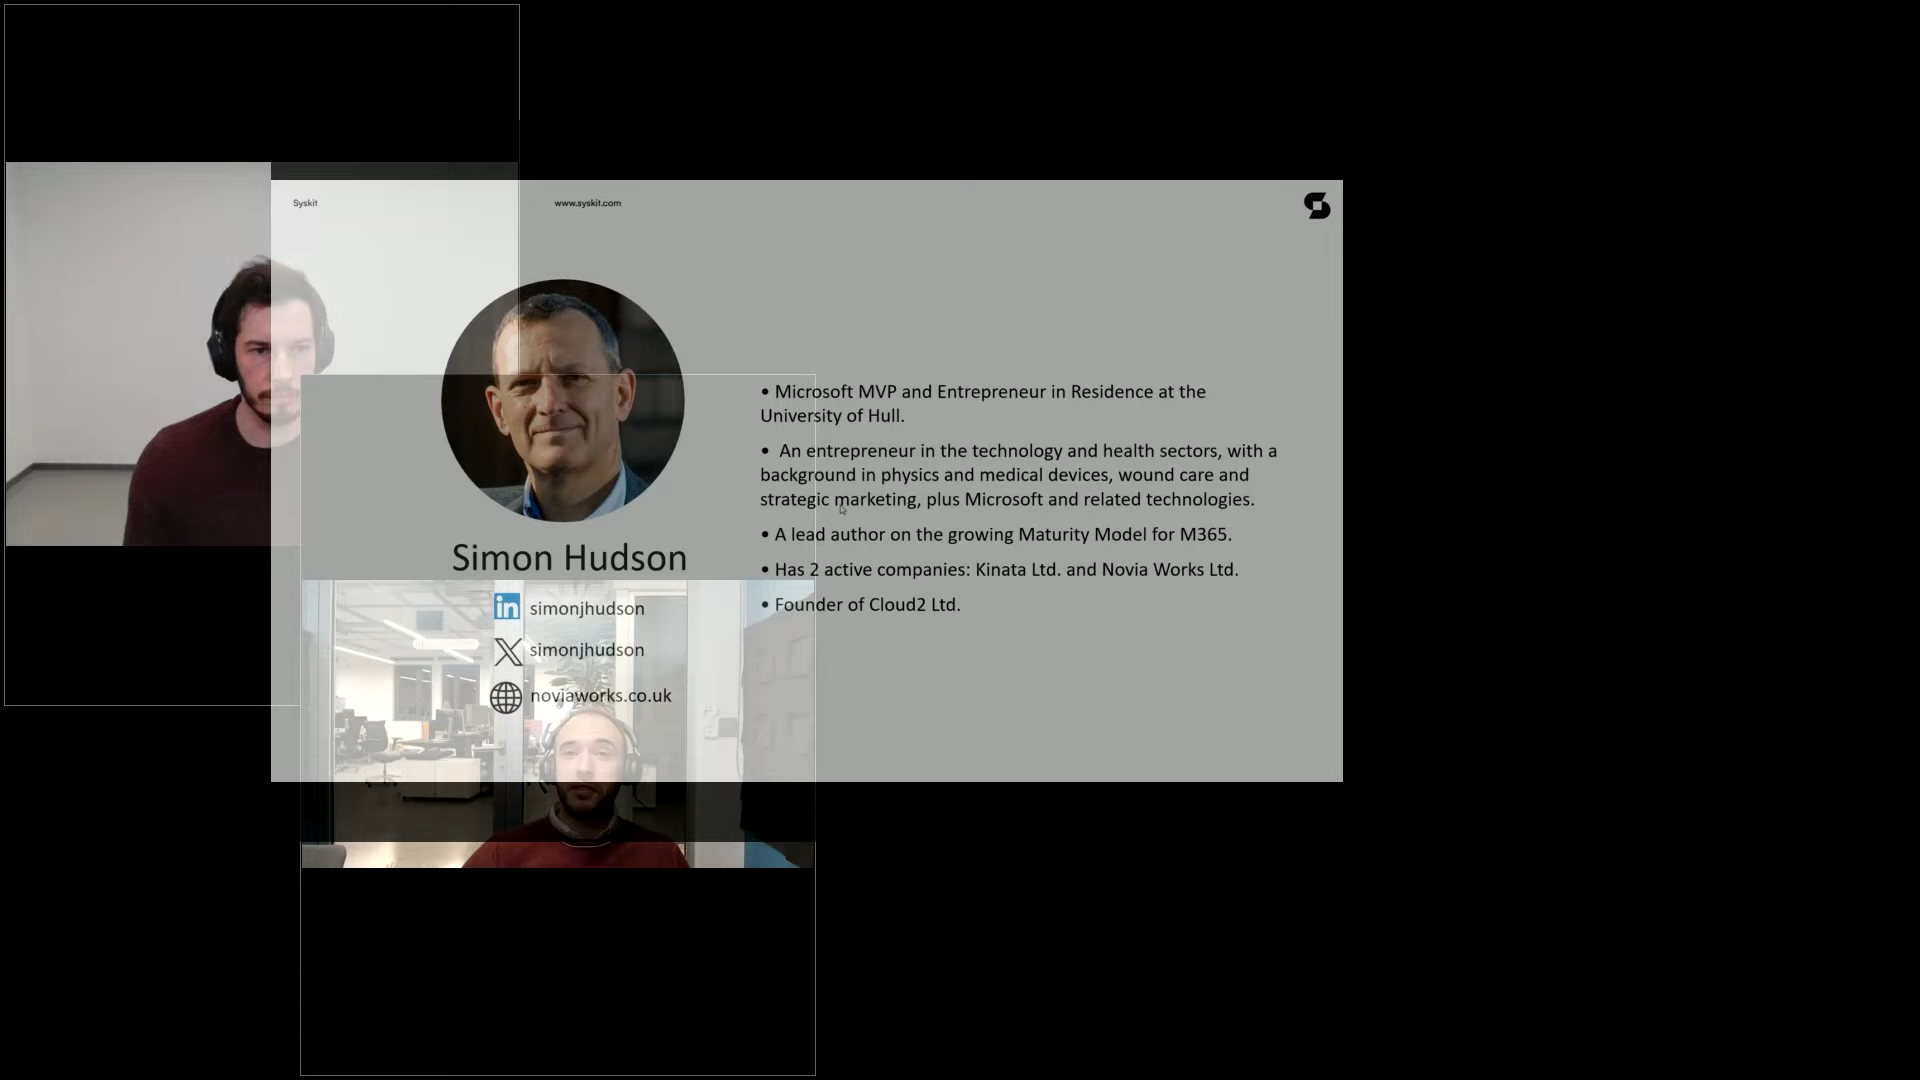 Syskit
www.syskit.com
• Microsoft MVP and Entrepreneur in Residence at the
University of Hull.
• An entrepreneur in the technology and health sectors, with a
background in physics and medical devices, wound care and
strategic marketing, plus Microsoft and related technologies.
• A lead author on the growing Maturity Model for M365.
• Has 2 active companies: Kinata Ltd. and Novia Works Ltd.
• Founder of Cloud2 Ltd.
Simon Hudson
in simonjhudson
simonjhudson
noviaworks.co.uk